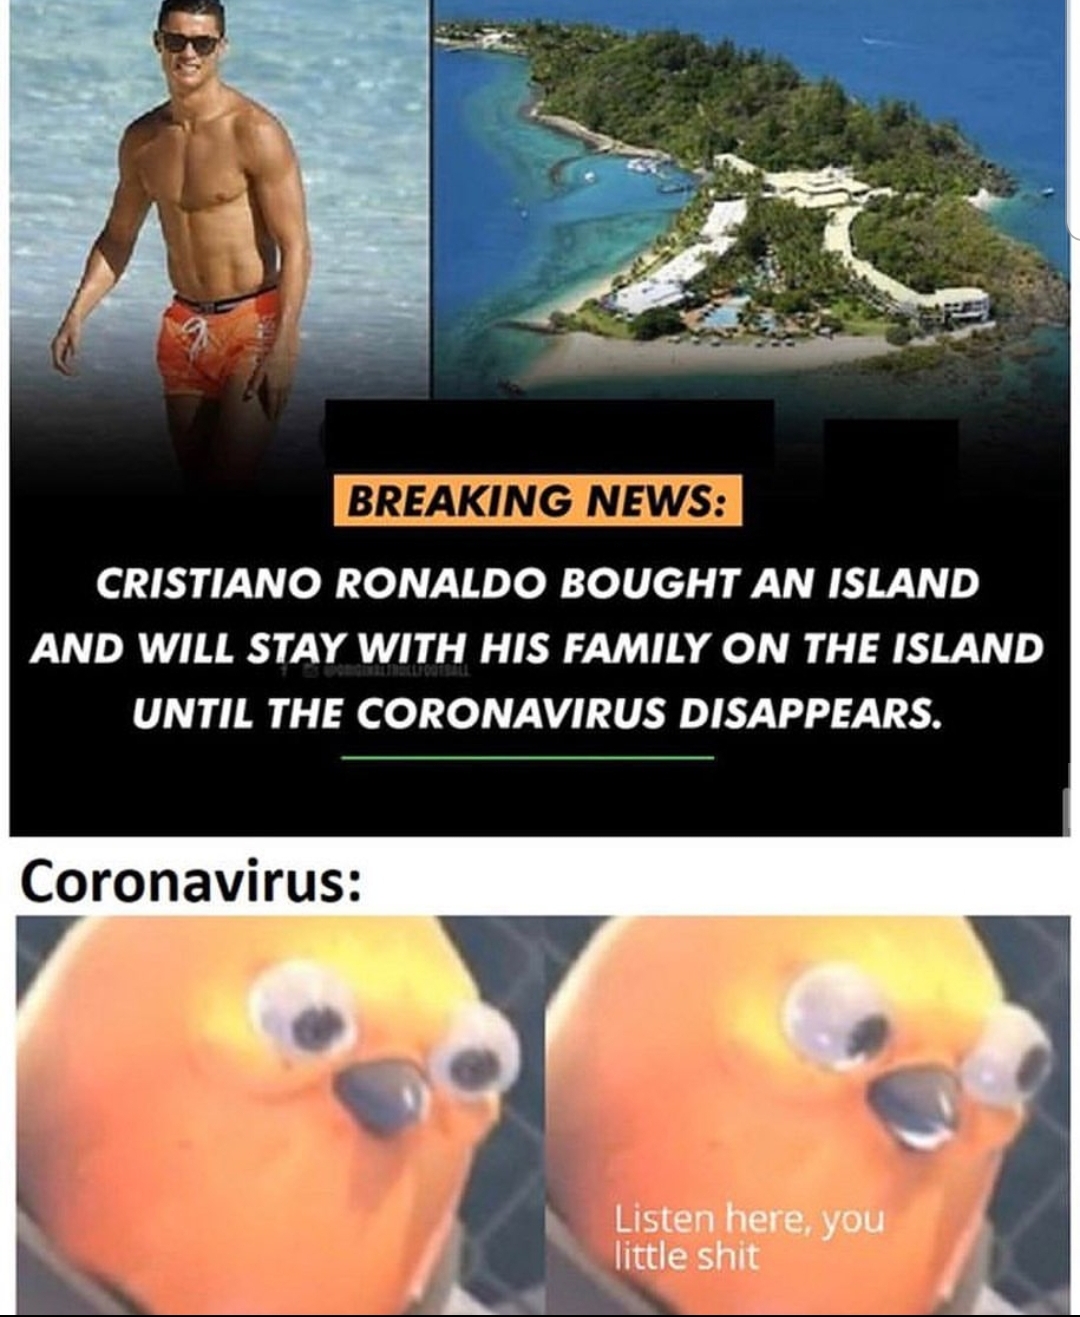 BREAKING NEWS:
CRISTIANO RONALDO BOUGHT AN ISLAND
AND WILL STAY WITH HIS FAMILY ON THE ISLAND
@ORIGINALTROLLFOOTBALL
UNTIL THE CORONAVIRUS DISAPPEARS.
Coronavirus:
Listen here, you
little shit